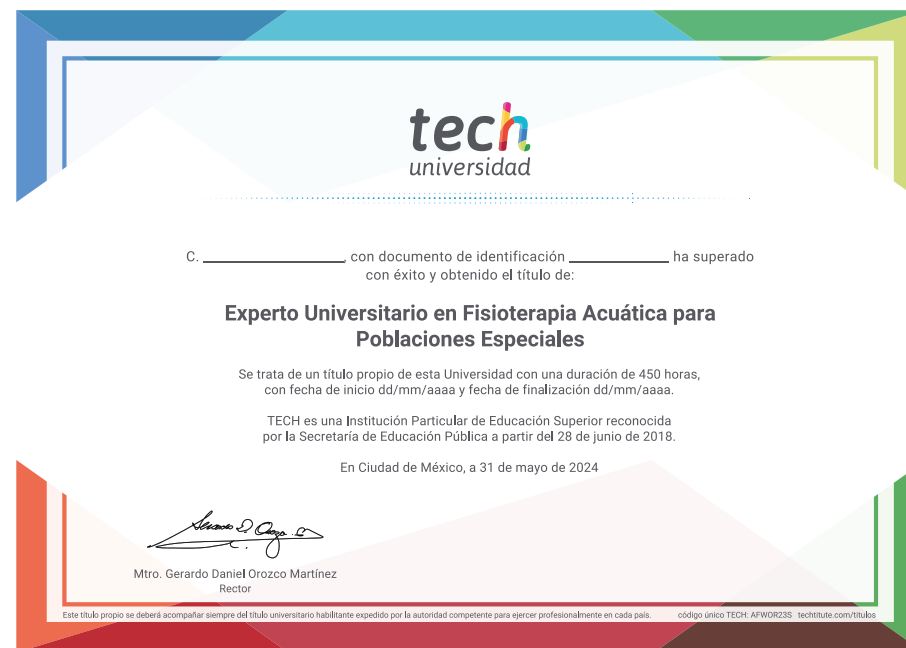 tech
universidad
C. ____________________, con documento de identificación ______________ ha superado
con éxito y obtenido el título de:
Experto Universitario en Fisioterapia Acuática para
Poblaciones Especiales
Se trata de un título propio de esta Universidad con una duración de 450 horas,
con fecha de inicio dd/mm/aaaa y fecha de finalización dd/mm/aaaa.
TECH es una Institución Particular de Educación Superior reconocida
por la Secretaría de Educación Pública a partir del 28 de junio de 2018.
En Ciudad de México, a 31 de mayo de 2024
Mtro. Gerardo Daniel Orozco Martínez
Rector
Este título propio se deberá acompañar siempre del título universitario habilitante expedido por la autoridad competente para ejercer profesionalmente en cada país. código único TECH: AFWOR23S techtitute.com/titulos